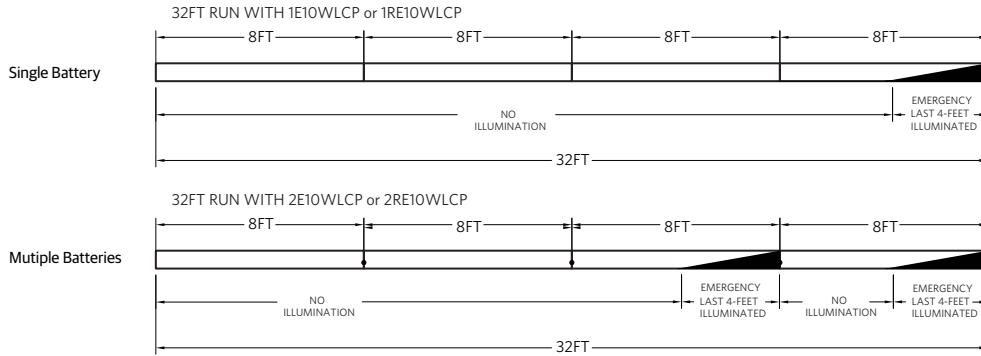 32FT RUN WITH 1E10WLCP or 1RE10WLCP
8FT 8FT 8FT 8FT
Single Battery
NO
ILLUMINATION
EMERGENCY
LAST 4-FEET
ILLUMINATED
32FT
32FT RUN WITH 2E10WLCP or 2RE10WLCP
8FT 8FT 8FT 8FT
Mutiple Batteries
NO
ILLUMINATION
EMERGENCY
LAST 4-FEET
ILLUMINATED
NO
ILLUMINATION
EMERGENCY
LAST 4-FEET
ILLUMINATED
32FT